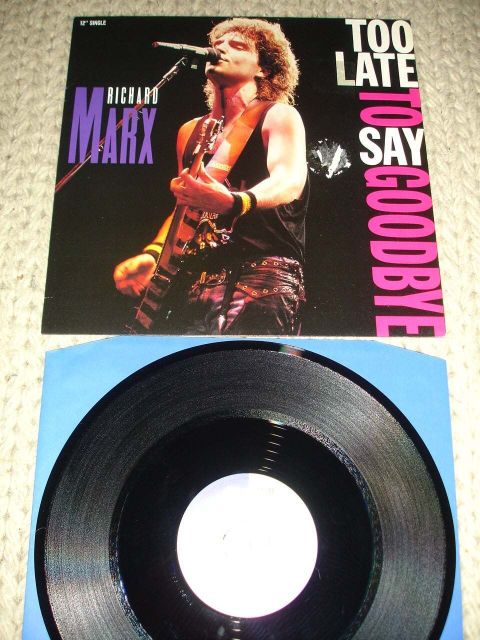 12" SINGLE
RICHARD
MARX
TOO
LATE
TO
SAY
GOODBYE